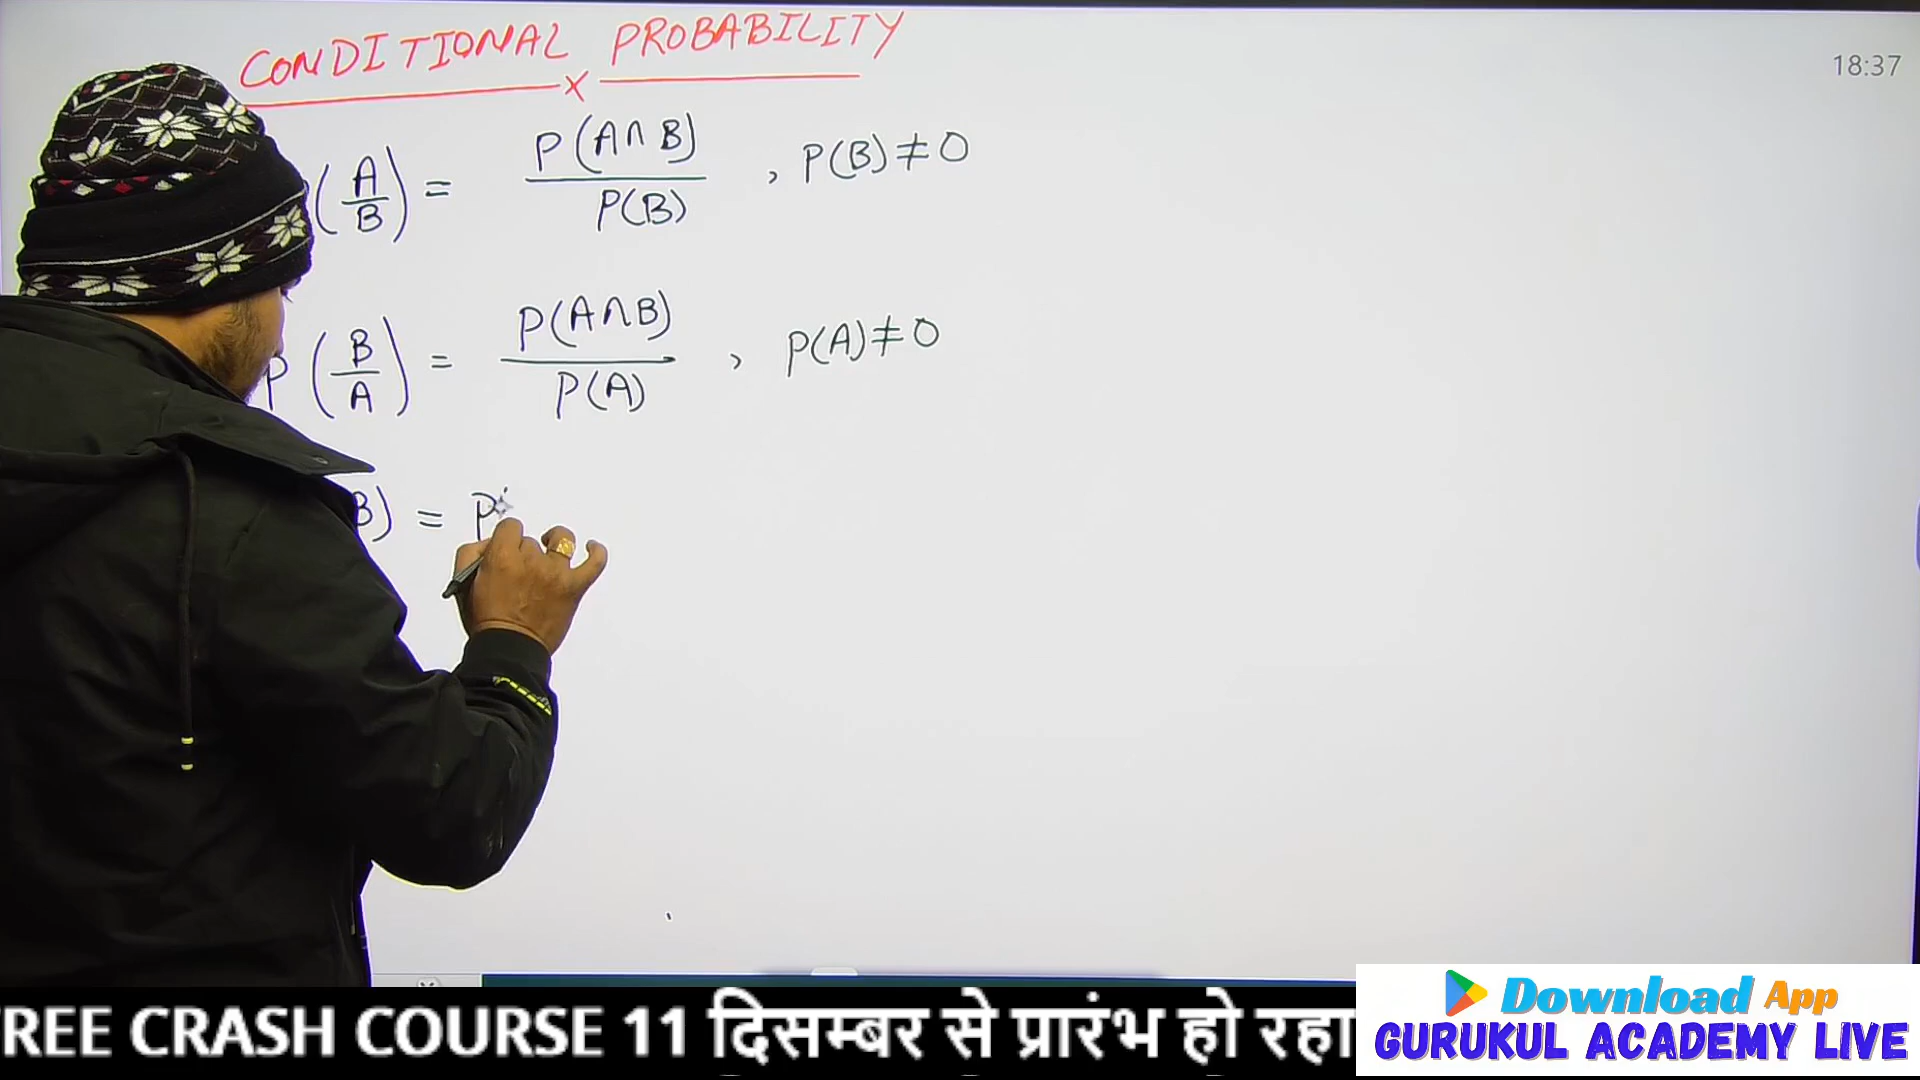 CONDITIONAL PROBABILITY
18:37
(A/B) = P(A∩B)/P(B) , P(B)≠0
P(B/A) = P(A∩B)/P(A) , P(A)≠0
B) = P
REE CRASH COURSE 11 दिसम्बर से प्रारंभ हो रहा
Download App
GURUKUL ACADEMY LIVE